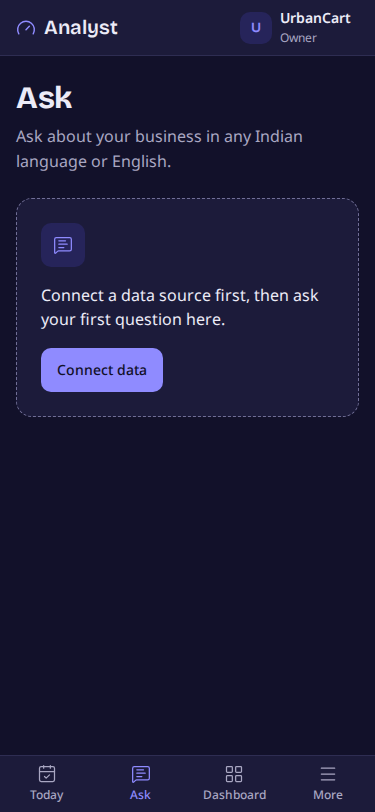 Analyst
U
UrbanCart
Owner
Ask
Ask about your business in any Indian
language or English.
Connect a data source first, then ask
your first question here.
Connect data
Today
Ask
Dashboard
More